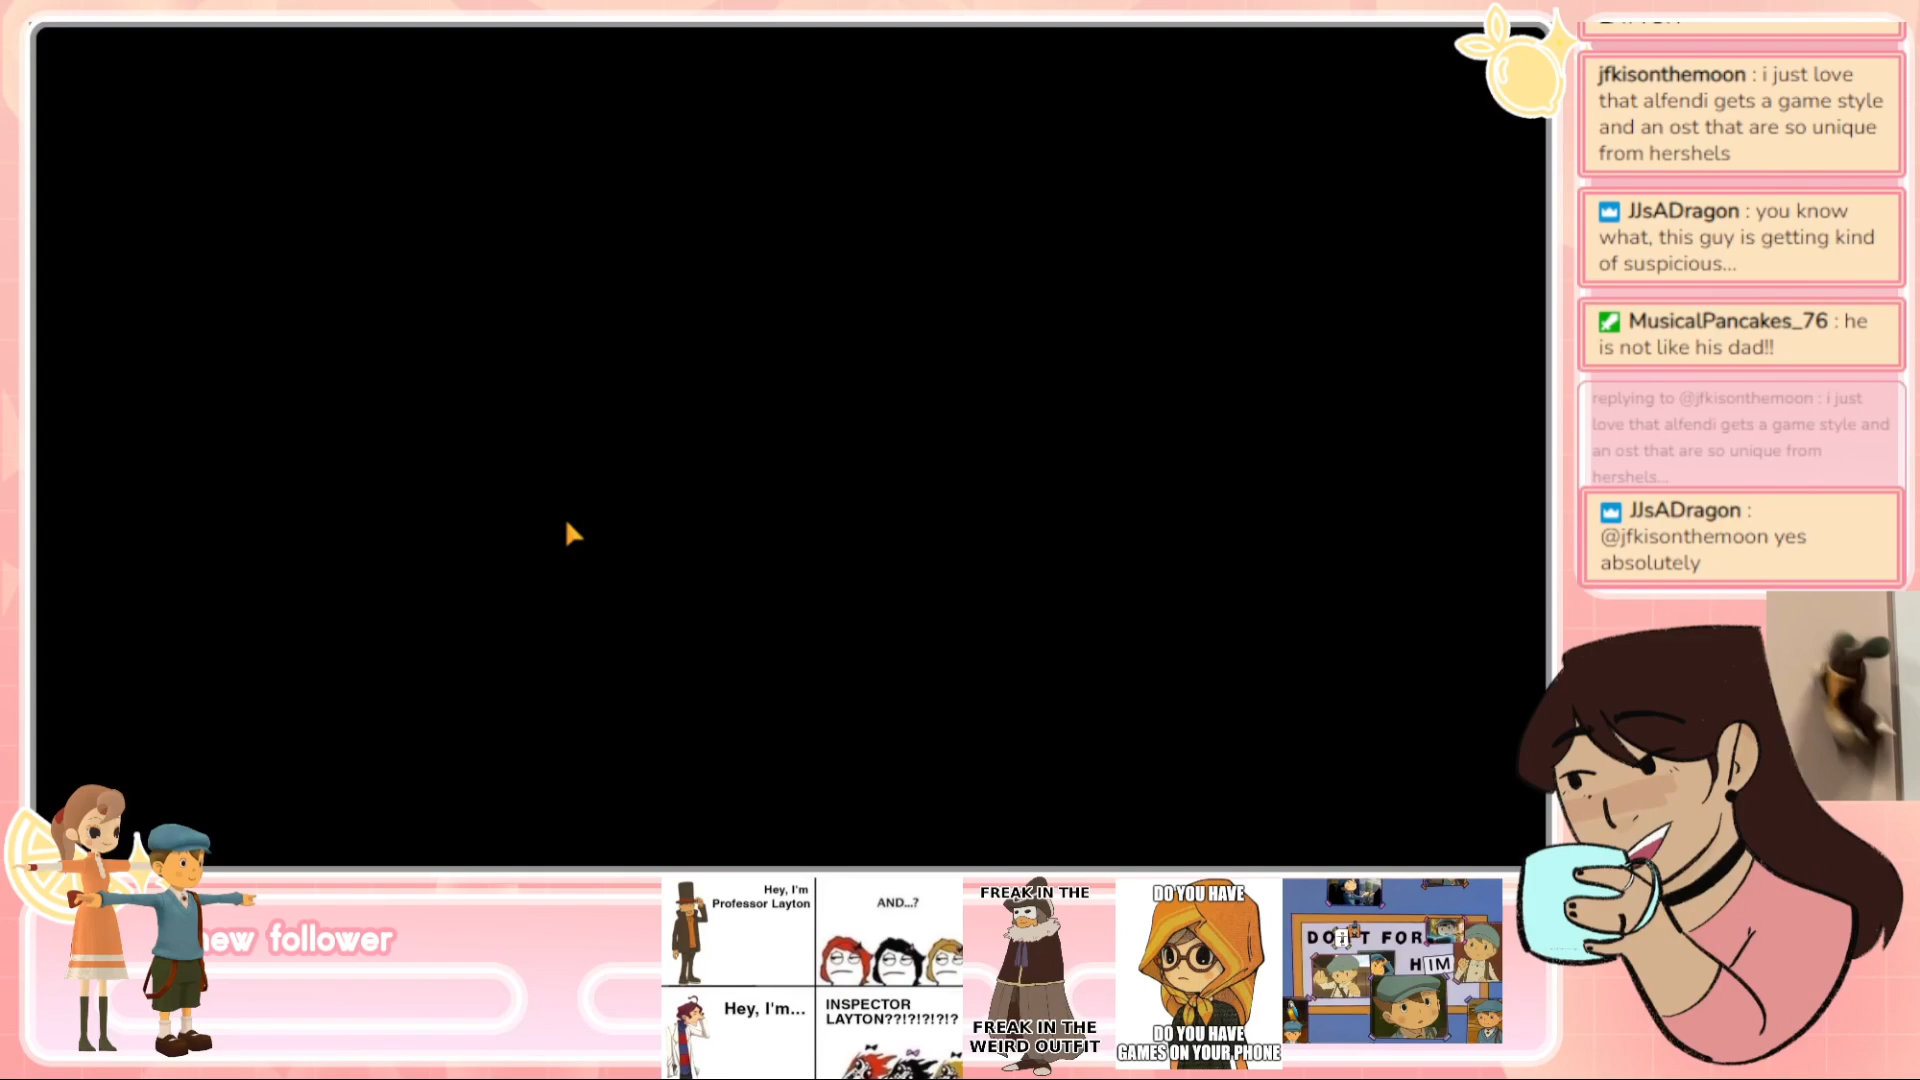 jfkisonthemoon : i just love
that alfendi gets a game style
and an ost that are so unique
from hershels
JJsADragon : you know
what, this guy is getting kind
of suspicious...
MusicalPancakes_76 : he
is not like his dad!!
replying to @jfkisonthemoon : i just
love that alfendi gets a game style and
an ost that are so unique from
hershels...
JJsADragon :
@jfkisonthemoon yes
absolutely
new follower
Hey, I'm
Professor Layton
AND...?
Hey, I'm...
INSPECTOR
LAYTON??!?!?!?!?
FREAK IN THE
FREAK IN THE
WEIRD OUTFIT
DO YOU HAVE
DO YOU HAVE
GAMES ON YOUR PHONE
T FOR
HIM